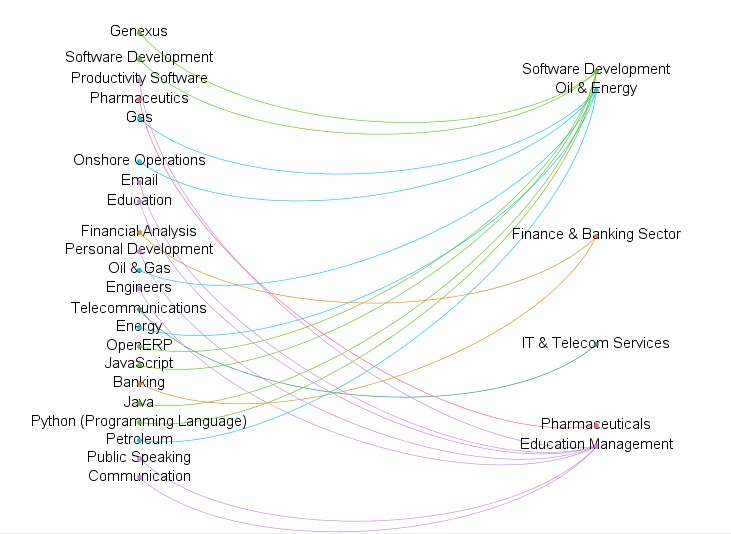 Genexus
Software Development
Productivity Software
Pharmaceutics
Gas
Onshore Operations
Email
Education
Financial Analysis
Personal Development
Oil & Gas
Engineers
Telecommunications
Energy
OpenERP
JavaScript
Banking
Java
Python (Programming Language)
Petroleum
Public Speaking
Communication
Software Development
Oil & Energy
Finance & Banking Sector
IT & Telecom Services
Pharmaceuticals
Education Management